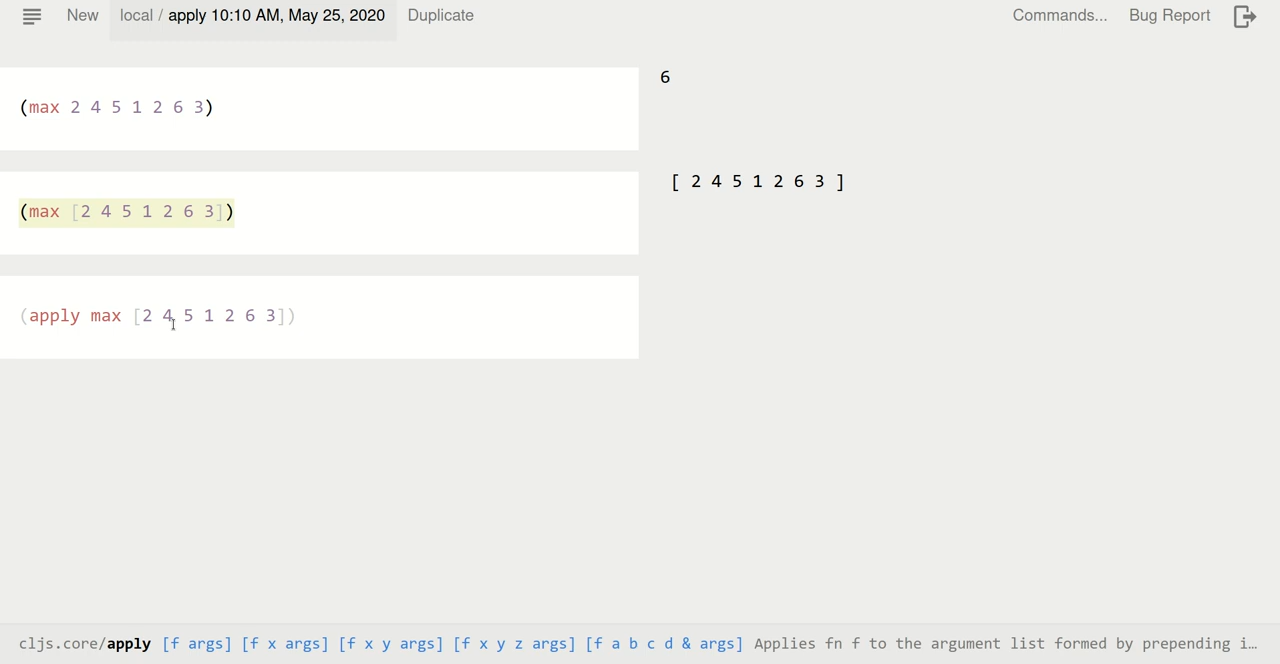 New local / apply 10:10 AM, May 25, 2020 Duplicate Commands... Bug Report
(max 2 4 5 1 2 6 3)
6
(max [2 4 5 1 2 6 3])
[ 2 4 5 1 2 6 3 ]
(apply max [2 4 5 1 2 6 3])
cljs.core/apply [f args] [f x args] [f x y args] [f x y z args] [f a b c d & args] Applies fn f to the argument list formed by prepending i…